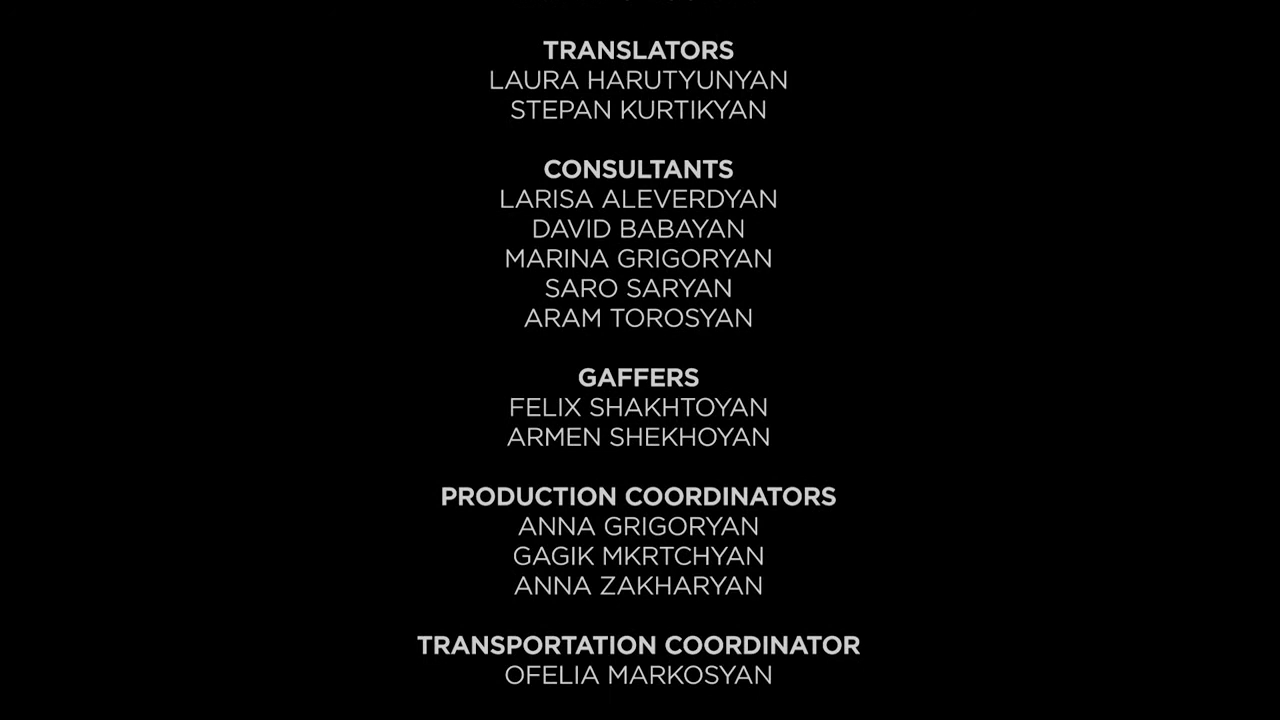 TRANSLATORS
LAURA HARUTYUNYAN
STEPAN KURTIKYAN
CONSULTANTS
LARISA ALEVERDYAN
DAVID BABAYAN
MARINA GRIGORYAN
SARO SARYAN
ARAM TOROSYAN
GAFFERS
FELIX SHAKHTOYAN
ARMEN SHEKHOYAN
PRODUCTION COORDINATORS
ANNA GRIGORYAN
GAGIK MKRTCHYAN
ANNA ZAKHARYAN
TRANSPORTATION COORDINATOR
OFELIA MARKOSYAN